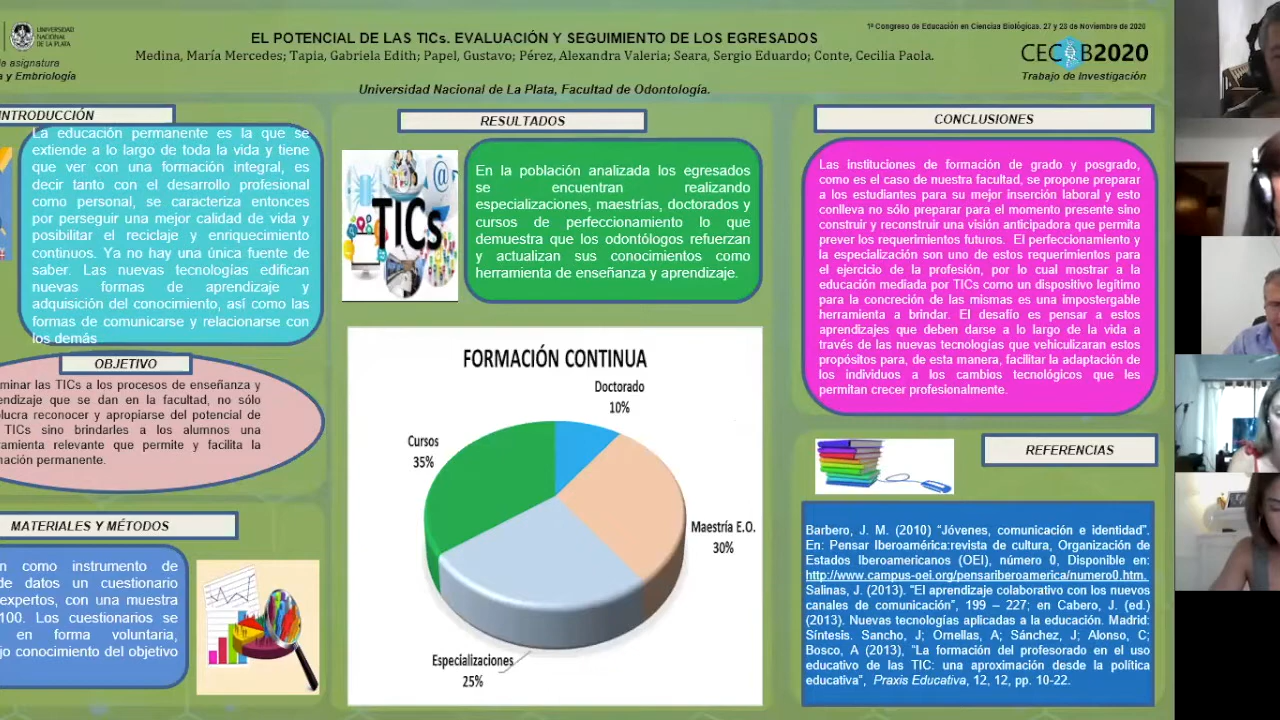 UNIVERSIDAD
NACIONAL
DE LA PLATA
de asignatura
a y Embriología
EL POTENCIAL DE LAS TICs. EVALUACIÓN Y SEGUIMIENTO DE LOS EGRESADOS
Medina, María Mercedes; Tapia, Gabriela Edith; Papel, Gustavo; Pérez, Alexandra Valeria; Seara, Sergio Eduardo; Conte, Cecilia Paola.
Universidad Nacional de La Plata, Facultad de Odontología.
1º Congreso de Educación en Ciencias Biológicas. 27 y 28 de Noviembre de 2020
CECB2020
Trabajo de Investigación
NTRODUCCIÓN
La educación permanente es la que se
extiende a lo largo de toda la vida y tiene
que ver con una formación integral, es
decir tanto con el desarrollo profesional
como personal, se caracteriza entonces
por perseguir una mejor calidad de vida y
posibilitar el reciclaje y enriquecimiento
continuos. Ya no hay una única fuente de
saber. Las nuevas tecnologías edifican
nuevas formas de aprendizaje y
adquisición del conocimiento, así como las
formas de comunicarse y relacionarse con
los demás
OBJETIVO
minar las TICs a los procesos de enseñanza y
endizaje que se dan en la facultad, no sólo
olucra reconocer y apropiarse del potencial de
TICs sino brindarles a los alumnos una
ramienta relevante que permite y facilita la
mación permanente.
MATERIALES Y MÉTODOS
n como instrumento de
de datos un cuestionario
expertos, con una muestra
100. Los cuestionarios se
en forma voluntaria,
jo conocimiento del objetivo
RESULTADOS
TICs
@
En la población analizada los egresados
se encuentran realizando
especializaciones, maestrías, doctorados y
cursos de perfeccionamiento lo que
demuestra que los odontólogos refuerzan
y actualizan sus conocimientos como
herramienta de enseñanza y aprendizaje.
FORMACIÓN CONTINUA
Doctorado
10%
Cursos
35%
Maestría E.O.
30%
Especializaciones
25%
CONCLUSIONES
Las instituciones de formación de grado y posgrado,
como es el caso de nuestra facultad, se propone preparar
a los estudiantes para su mejor inserción laboral y esto
conlleva no sólo preparar para el momento presente sino
construir y reconstruir una visión anticipadora que permita
prever los requerimientos futuros. El perfeccionamiento y
la especialización son uno de estos requerimientos para
el ejercicio de la profesión, por lo cual mostrar a la
educación mediada por TICs como un dispositivo legítimo
para la concreción de las mismas es una impostergable
herramienta a brindar. El desafío es pensar a estos
aprendizajes que deben darse a lo largo de la vida a
través de las nuevas tecnologías que vehiculizaran estos
propósitos para, de esta manera, facilitar la adaptación de
los individuos a los cambios tecnológicos que les
permitan crecer profesionalmente.
REFERENCIAS
Barbero, J. M. (2010) “Jóvenes, comunicación e identidad”.
En: Pensar Iberoamérica:revista de cultura, Organización de
Estados Iberoamericanos (OEI), número 0, Disponible en:
http://www.campus-oei.org/pensariberoamerica/numero0.htm.
Salinas, J. (2013). “El aprendizaje colaborativo con los nuevos
canales de comunicación”, 199 – 227; en Cabero, J. (ed.)
(2013). Nuevas tecnologías aplicadas a la educación. Madrid:
Síntesis. Sancho, J; Ornellas, A; Sánchez, J; Alonso, C;
Bosco, A (2013), “La formación del profesorado en el uso
educativo de las TIC: una aproximación desde la política
educativa”, Praxis Educativa, 12, 12, pp. 10-22.